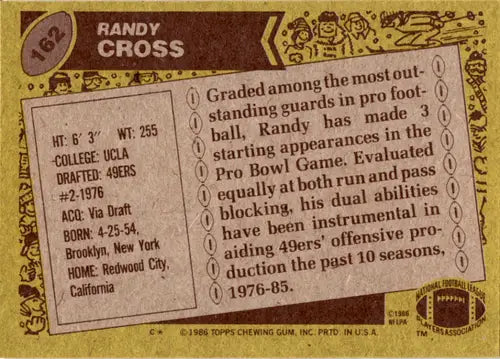 162
RANDY
CROSS
HT: 6' 3" WT: 255
COLLEGE: UCLA
DRAFTED: 49ERS
#2-1976
ACQ: Via Draft
BORN: 4-25-54,
Brooklyn, New York
HOME: Redwood City,
California
Graded among the most out-
standing guards in pro foot-
ball, Randy has made 3
starting appearances in the
Pro Bowl Game. Evaluated
equally at both run and pass
blocking, his dual abilities
have been instrumental in
aiding 49ers' offensive pro-
duction the past 10 seasons,
1976-85.
©1986
NFLPA
NATIONAL FOOTBALL LEAGUE
PLAYERS ASSOCIATION
TM
C* ©1986 TOPPS CHEWING GUM, INC. PRTD. IN U.S.A.